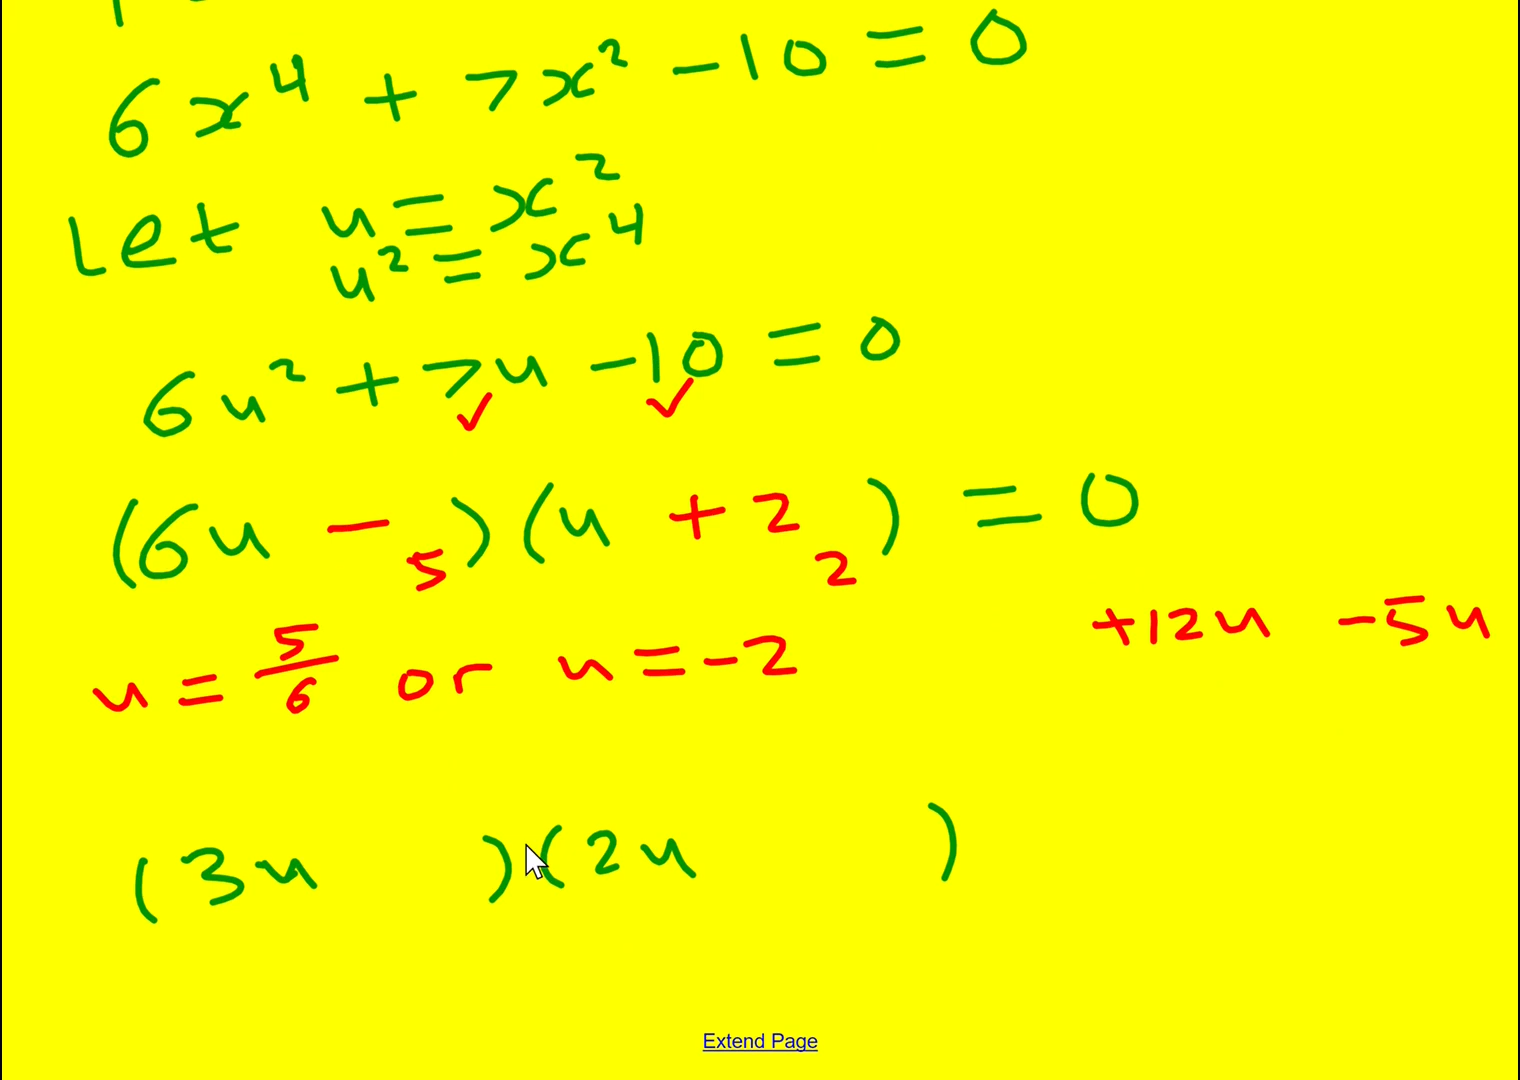 6x⁴ + 7x² - 10 = 0
Let u = x²
u² = x⁴
6u² + 7u - 10 = 0
✓ ✓
(6u - 5)(u + 2 2) = 0
+12u -5u
u = 5/6 or u = -2
(3u )(2u )
Extend Page